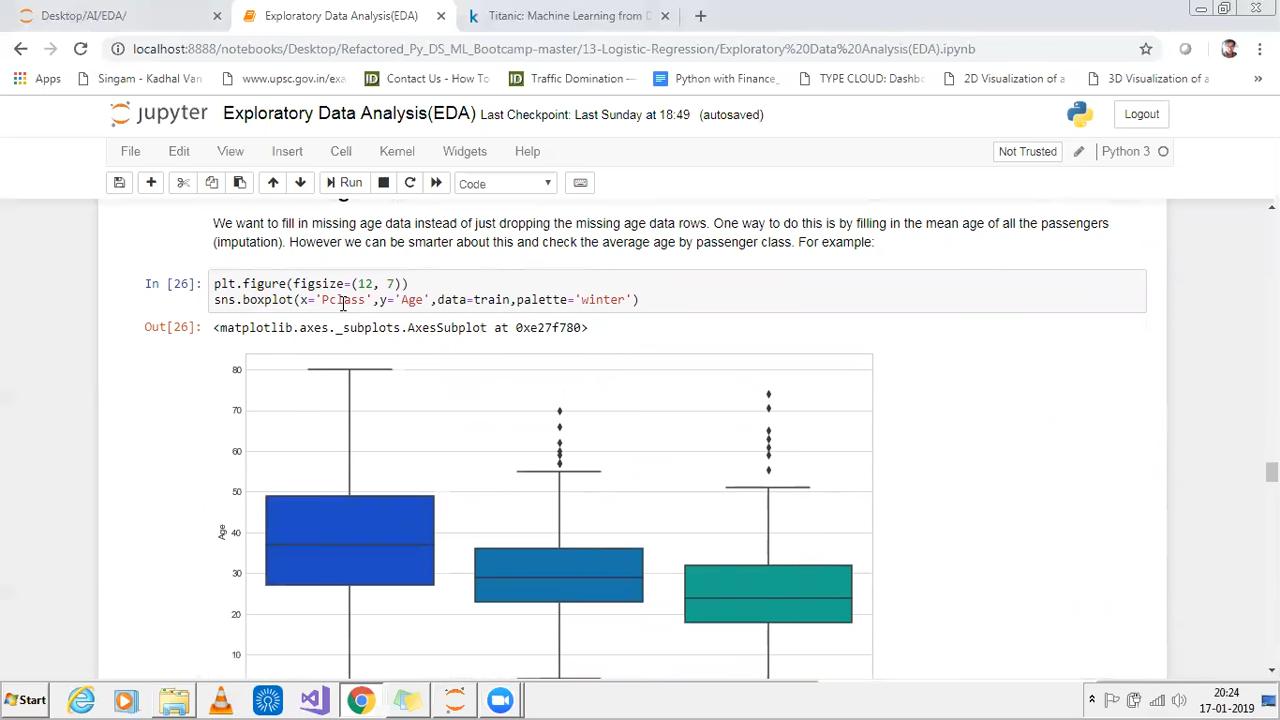 Desktop/AI/EDA/
Exploratory Data Analysis(EDA)
Titanic: Machine Learning from D
localhost:8888/notebooks/Desktop/Refactored_Py_DS_ML_Bootcamp-master/13-Logistic-Regression/Exploratory%20Data%20Analysis(EDA).ipynb
Apps
Singam - Kadhal Van
www.upsc.gov.in/exa
Contact Us - How To
Traffic Domination —
Python with Finance_
TYPE CLOUD: Dashb
2D Visualization of a
3D Visualization of a
»
jupyter Exploratory Data Analysis(EDA) Last Checkpoint: Last Sunday at 18:49 (autosaved)
Logout
File Edit View Insert Cell Kernel Widgets Help
Not Trusted
Python 3
Run
Code
We want to fill in missing age data instead of just dropping the missing age data rows. One way to do this is by filling in the mean age of all the passengers
(imputation). However we can be smarter about this and check the average age by passenger class. For example:
In [26]: plt.figure(figsize=(12, 7))
sns.boxplot(x='Pclass',y='Age',data=train,palette='winter')
Out[26]: <matplotlib.axes._subplots.AxesSubplot at 0xe27f780>
80
70
60
50
40
30
20
10
Age
Start
20:24
17-01-2019